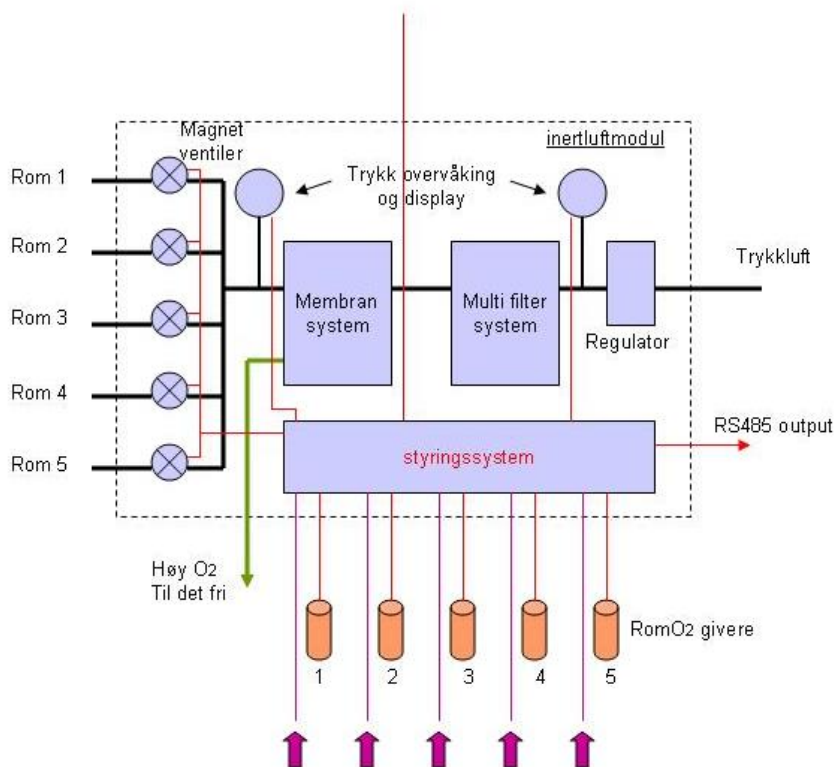 Magnet
ventiler
inertluftmodul
Rom 1
Trykk overvåking
og display
Rom 2
Trykkluft
Membran
system
Multi filter
system
Rom 3
Regulator
Rom 4
RS485 output
Rom 5
styringssystem
Høy O2
Til det fri
RomO2 givere
1
2
3
4
5